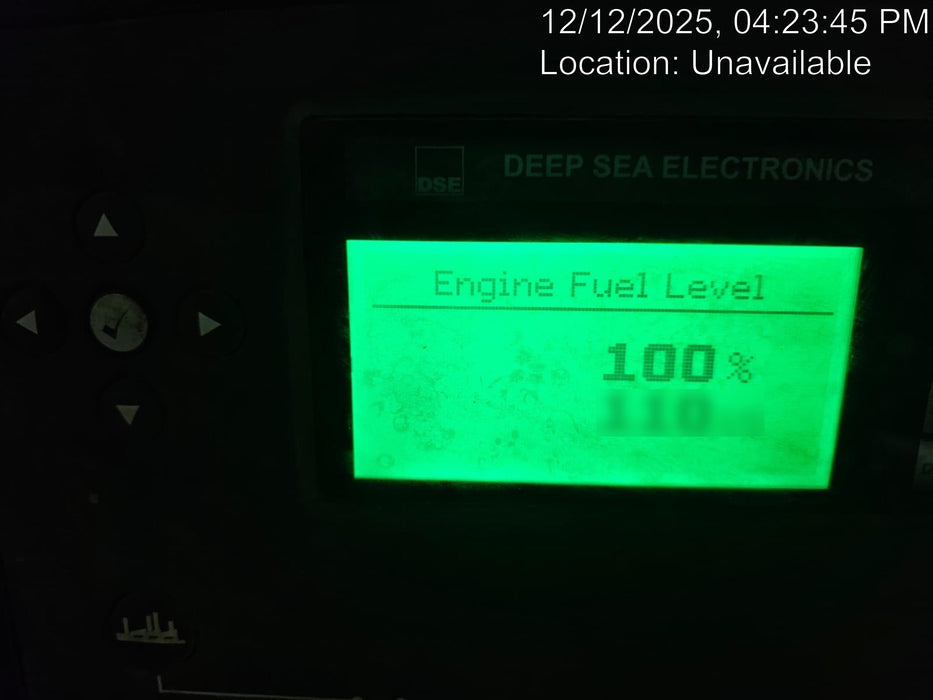 12/12/2025, 04:23:45 PM
Location: Unavailable
DSE
DEEP SEA ELECTRONICS
Engine Fuel Level
100 %